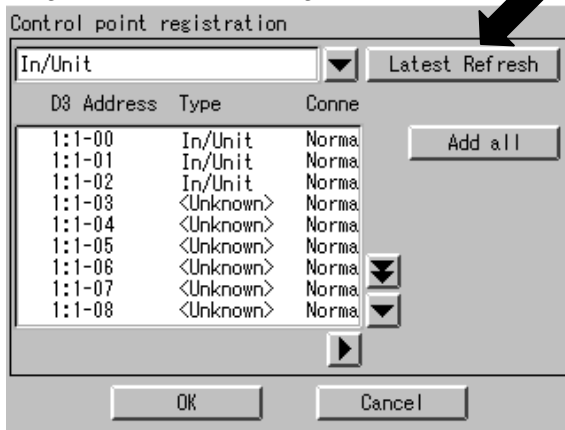 Control point registration
In/Unit
Latest Refresh
D3 Address Type Conne
1:1-00 In/Unit Norma
1:1-01 In/Unit Norma
1:1-02 In/Unit Norma
1:1-03 <Unknown> Norma
1:1-04 <Unknown> Norma
1:1-05 <Unknown> Norma
1:1-06 <Unknown> Norma
1:1-07 <Unknown> Norma
1:1-08 <Unknown> Norma
Add all
OK
Cancel